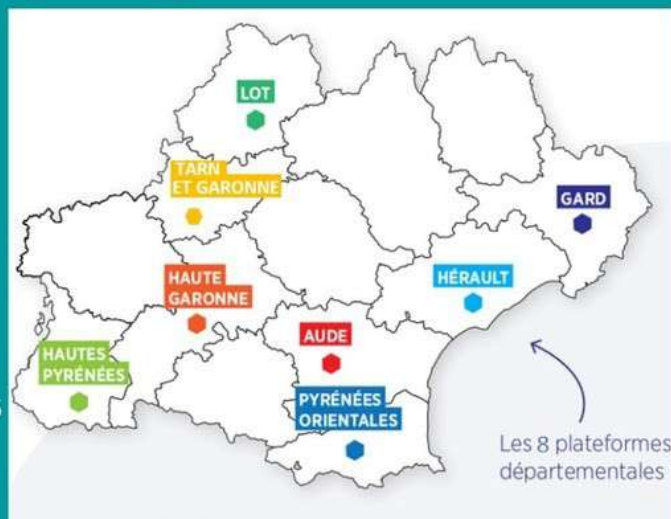 LOT
TARN
ET GARONNE
GARD
HAUTE
GARONNE
HÉRAULT
AUDE
HAUTES
PYRÉNÉES
PYRÉNÉES
ORIENTALES
Les 8 plateformes
départementales